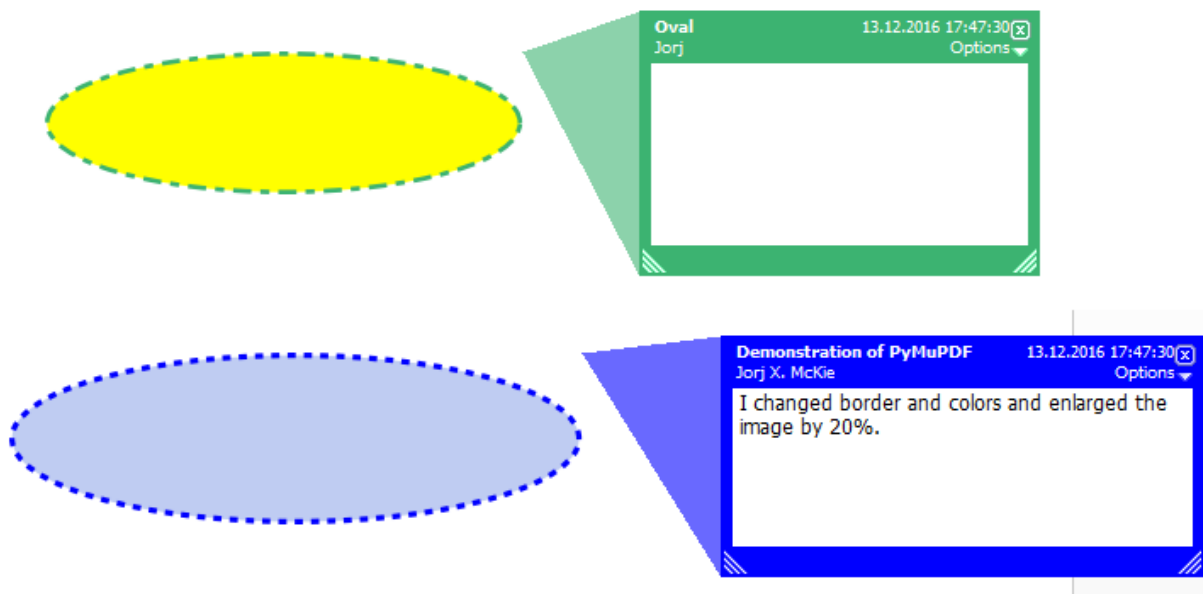 Oval 13.12.2016 17:47:30
Jorj Options
Demonstration of PyMuPDF 13.12.2016 17:47:30
Jorj X. McKie Options
I changed border and colors and enlarged the
image by 20%.